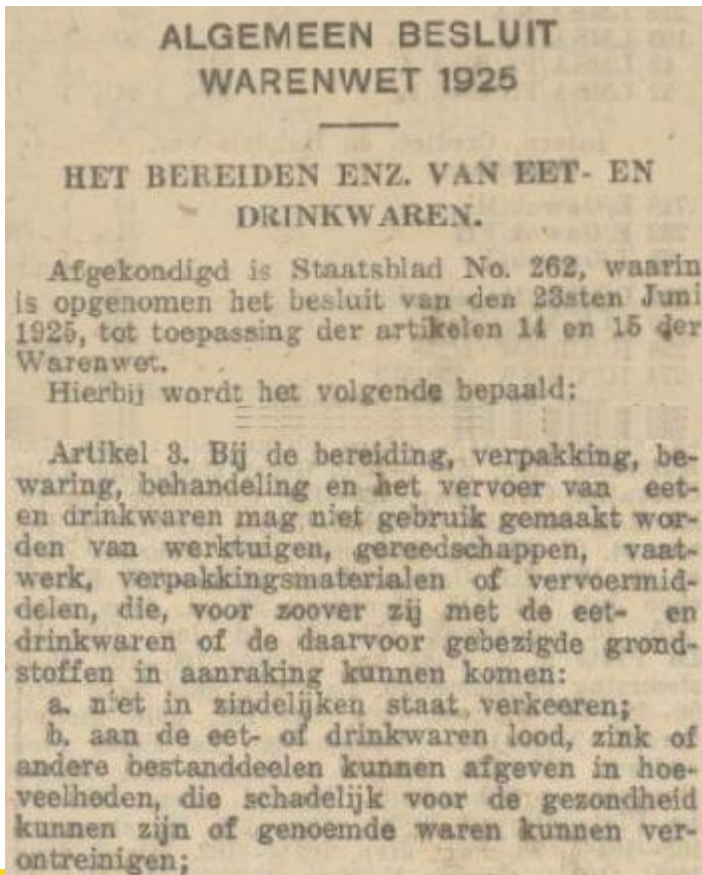 ALGEMEEN BESLUIT
WARENWET 1925
HET BEREIDEN ENZ. VAN EET- EN
DRINKWAREN.
Afgekondigd is Staatsblad No. 262, waarin
is opgenomen het besluit van den 23sten Juni
1925, tot toepassing der artikelen 14 en 15 der
Warenwet.
Hierbij wordt het volgende bepaald:
Artikel 3. Bij de bereiding, verpakking, be-
waring, behandeling en het vervoer van eet-
en drinkwaren mag niet gebruik gemaakt wor-
den van werktuigen, gereedschappen, vaat-
werk, verpakkingsmaterialen of vervoermid-
delen, die, voor zoover zij met de eet- en
drinkwaren of de daarvoor gebezigde grond-
stoffen in aanraking kunnen komen:
a. niet in zindelijken staat verkeeren;
b. aan de eet- of drinkwaren lood, zink of
andere bestanddeelen kunnen afgeven in hoe-
veelheden, die schadelijk voor de gezondheid
kunnen zijn of genoemde waren kunnen ver-
ontreinigen;